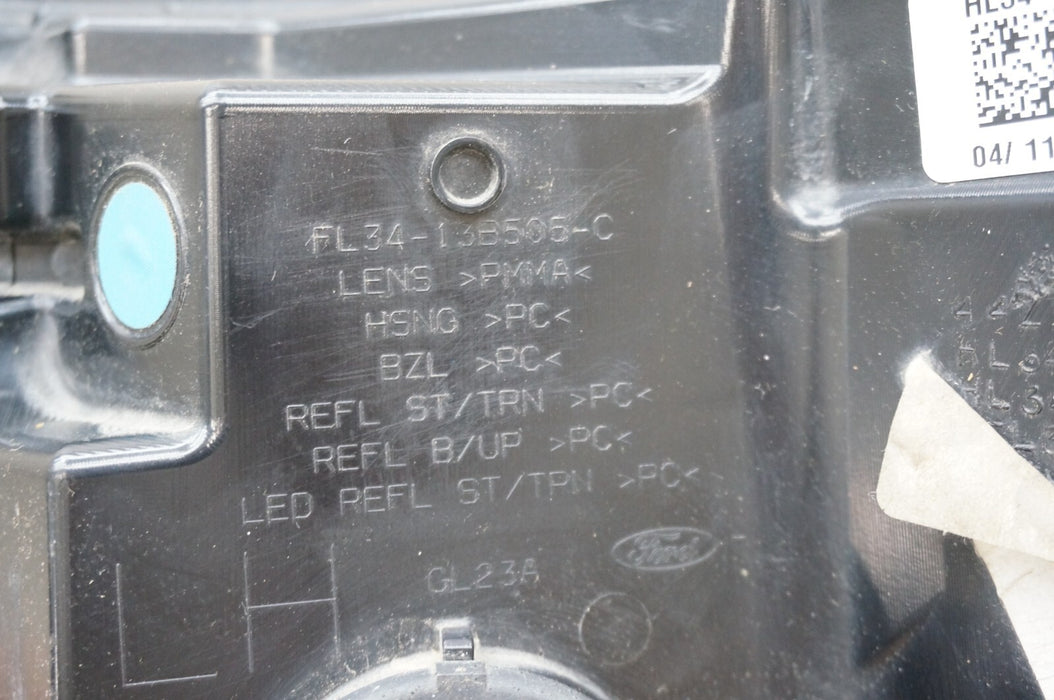 04/ 11
FL34-13B505-C
LENS >PMMA<
HSNG >PC<
BZL >PC<
REFL ST/TRN >PC<
REFL B/UP >PC<
LED REFL ST/TRN >PC<
Ford
GL23A
LH